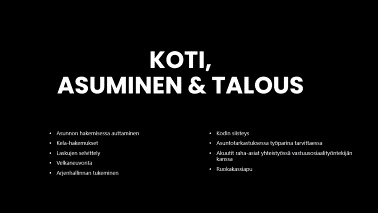 KOTI,
ASUMINEN & TALOUS
• Asunnon hakemisessa auttaminen
• Kela-hakemukset
• Laskujen selvittely
• Velkaneuvonta
• Arjenhallinnan tukeminen
• Kodin siisteys
• Asuntotarkastuksessa työparina tarvittaessa
• Akuutit raha-asiat yhteistyössä vastuusosiaalityöntekijän
kanssa
• Ruokakassiapu